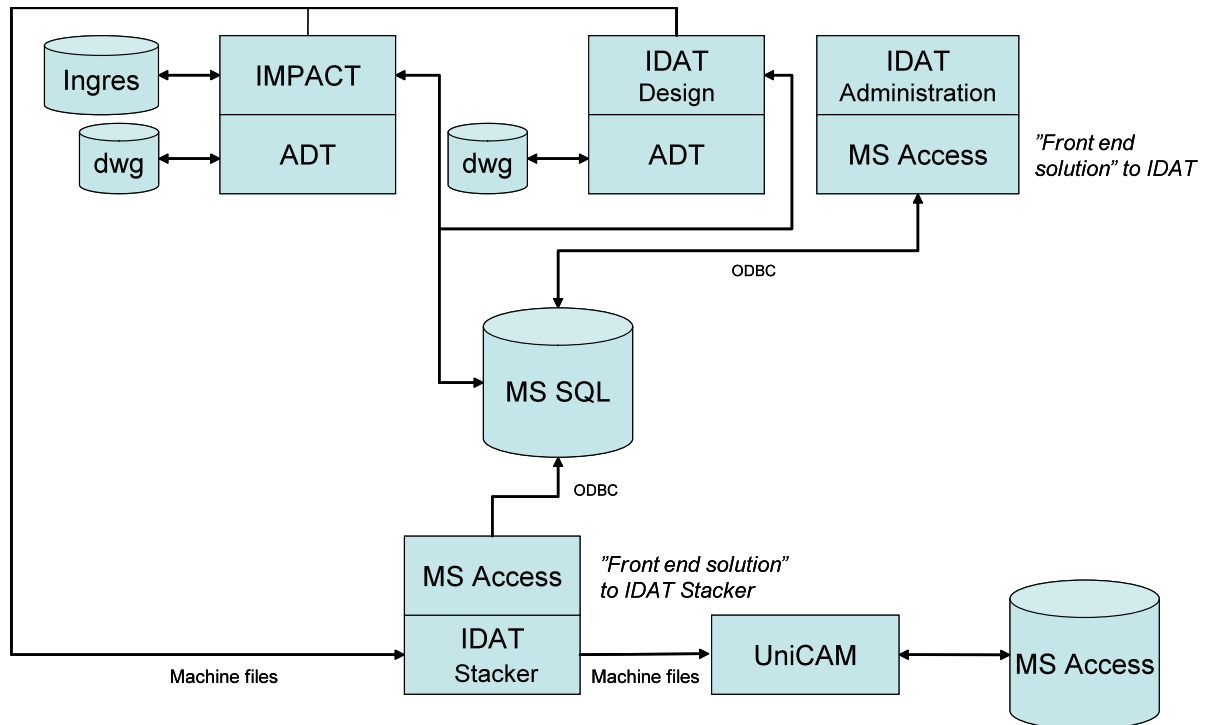 Ingres
dwg
IMPACT
ADT
dwg
IDAT
Design
ADT
IDAT
Administration
MS Access
”Front end
solution” to IDAT
ODBC
MS SQL
ODBC
MS Access
IDAT
Stacker
”Front end solution”
to IDAT Stacker
Machine files
Machine files
UniCAM
MS Access